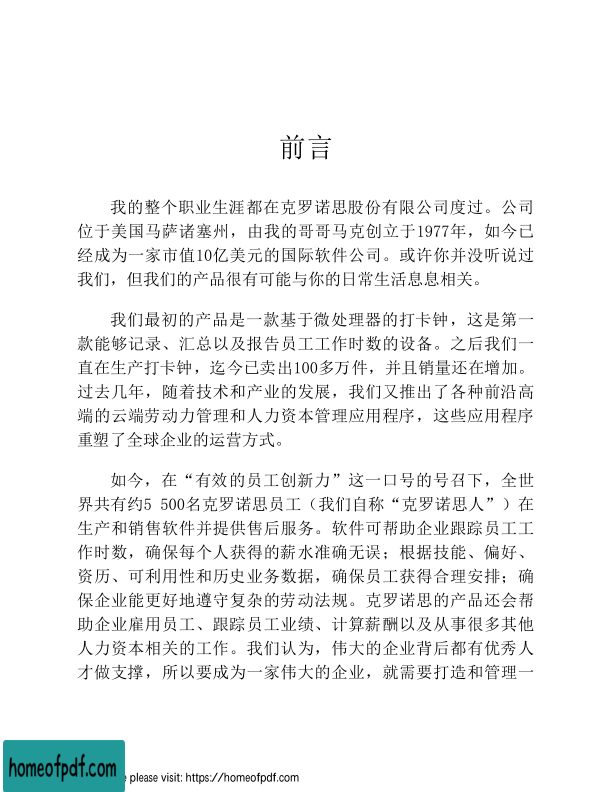 前言
我的整个职业生涯都在克罗诺思股份有限公司度过。公司
位于美国马萨诸塞州，由我的哥哥马克创立于1977年，如今已
经成为一家市值10亿美元的国际软件公司。或许你并没听说过
我们，但我们的产品很有可能与你的日常生活息息相关。
我们最初的产品是一款基于微处理器的打卡钟，这是第一
款能够记录、汇总以及报告员工工作时数的设备。之后我们一
直在生产打卡钟，迄今已卖出100多万件，并且销量还在增加。
过去几年，随着技术和产业的发展，我们又推出了各种前沿高
端的云端劳动力管理和人力资本管理应用程序，这些应用程序
重塑了全球企业的运营方式。
如今，在“有效的员工创新力”这一口号的号召下，全世
界共有约5 500名克罗诺思员工（我们自称“克罗诺思人”）在
生产和销售软件并提供售后服务。软件可帮助企业跟踪员工工
作时数，确保每个人获得的薪水准确无误；根据技能、偏好、
资历、可利用性和历史业务数据，确保员工获得合理安排；确
保企业能更好地遵守复杂的劳动法规。克罗诺思的产品还会帮
助企业雇用员工、跟踪员工业绩、计算薪酬以及从事很多其他
人力资本相关的工作。我们认为，伟大的企业背后都有优秀人
才做支撑，所以要成为一家伟大的企业，就需要打造和管理一
homeofpdf.com
please visit: https://homeofpdf.com